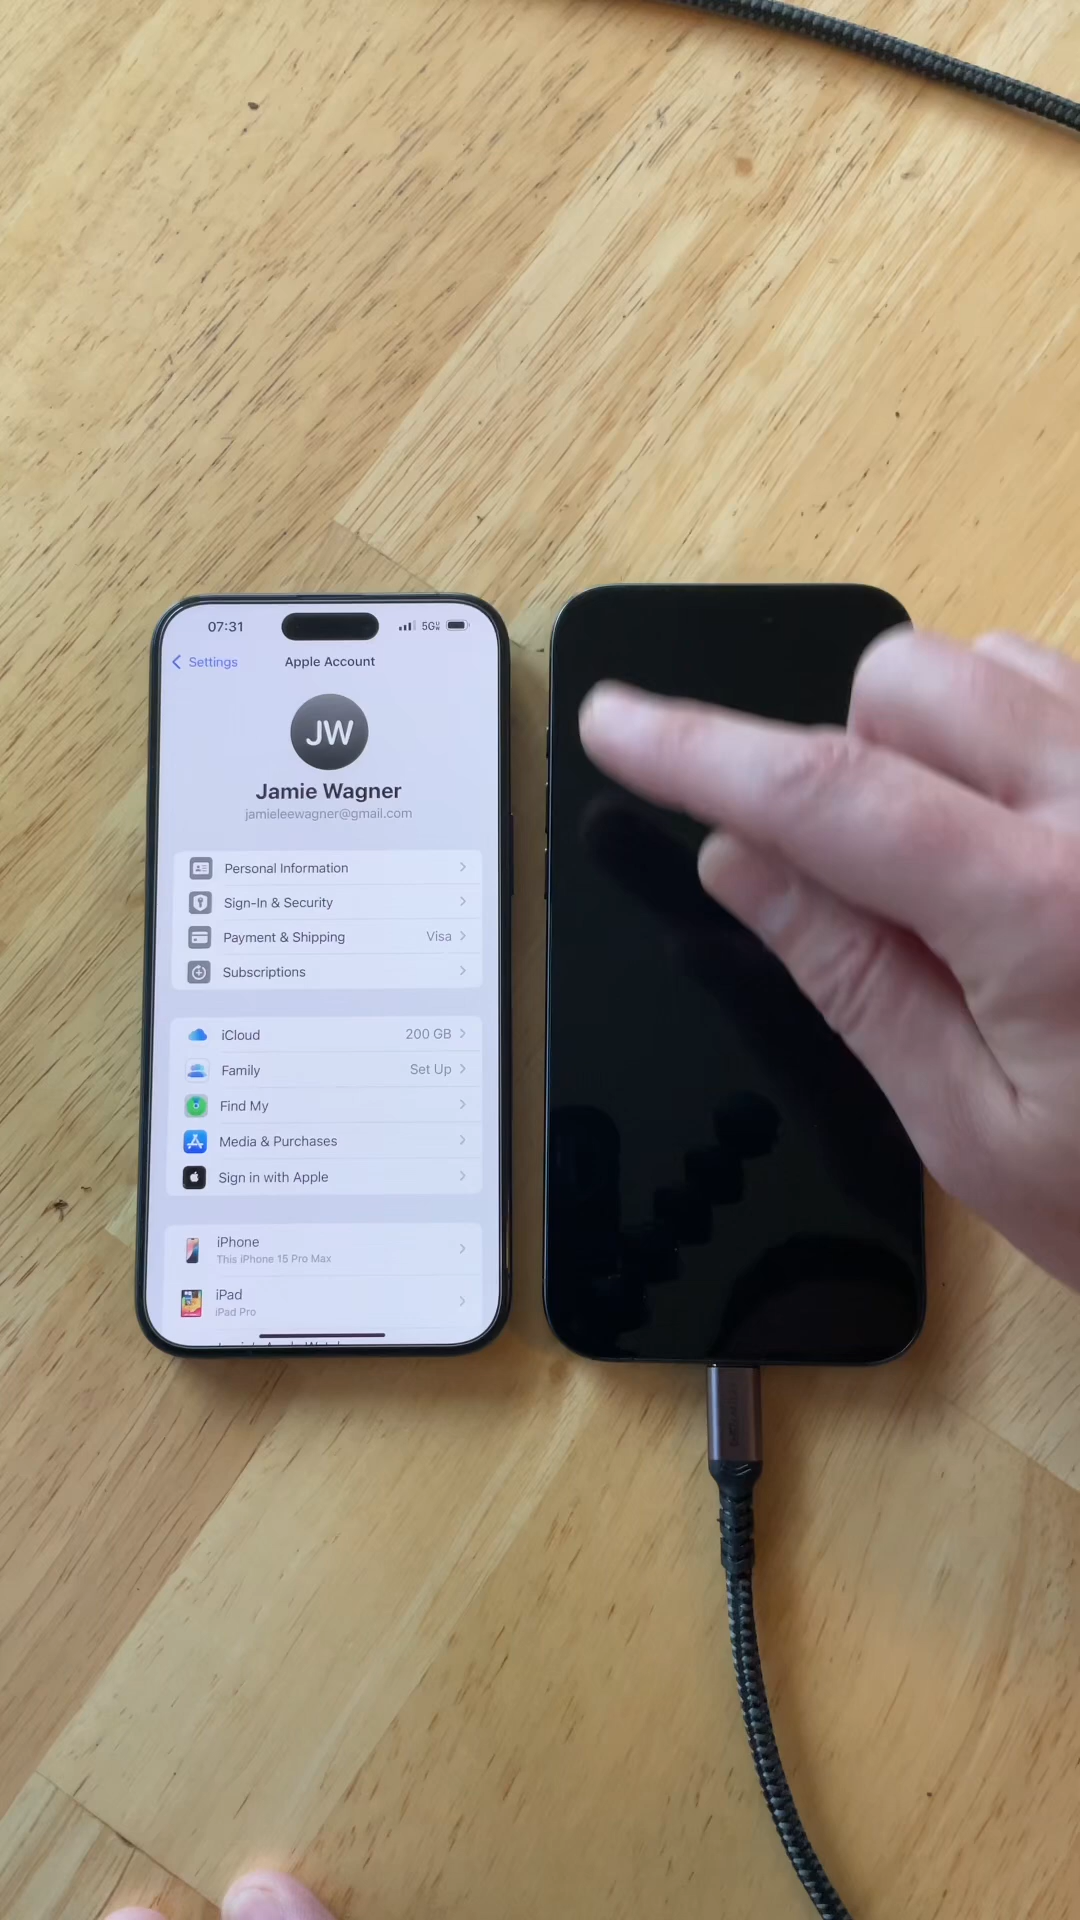 07:31
5G
Settings
Apple Account
JW
Jamie Wagner
jamieleewagner@gmail.com
Personal Information
Sign-In & Security
Payment & Shipping
Visa
Subscriptions
iCloud
200 GB
Family
Set Up
Find My
Media & Purchases
Sign in with Apple
iPhone
This iPhone 15 Pro Max
iPad
iPad Pro